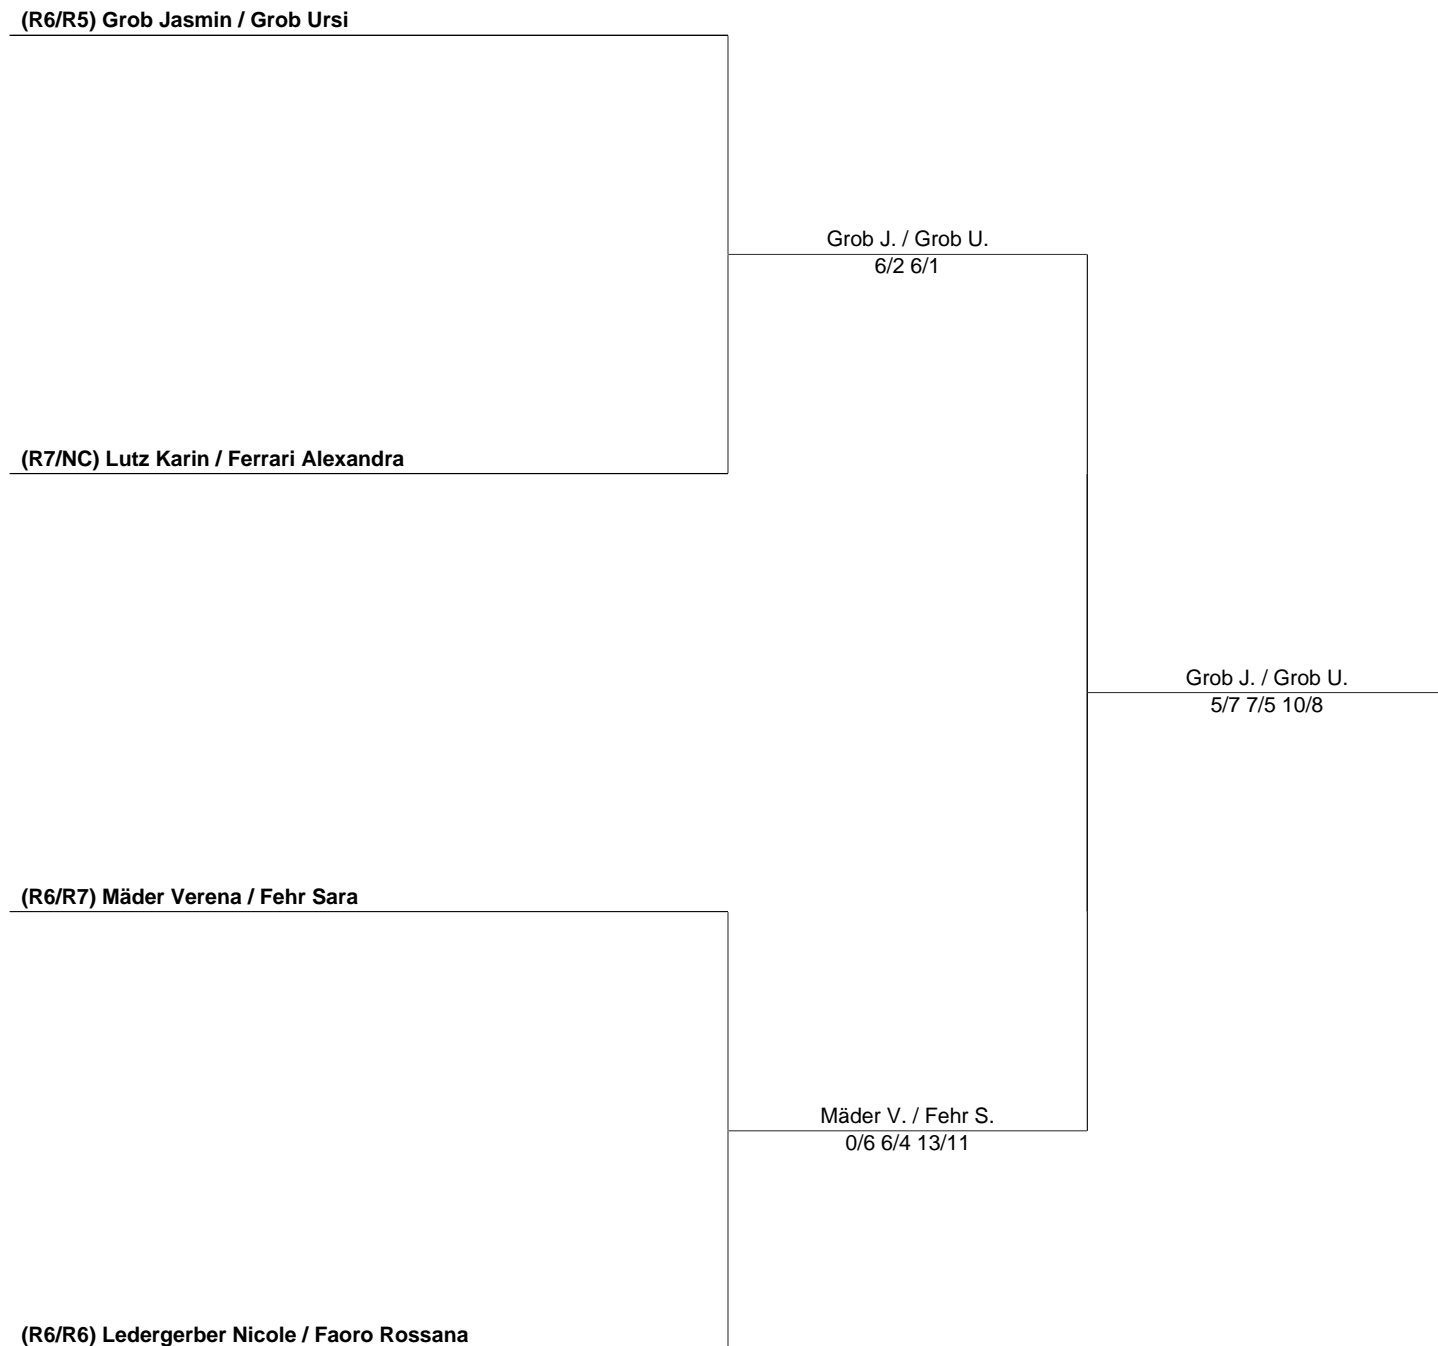 (R6/R5) Grob Jasmin / Grob Ursi
Grob J. / Grob U.
6/2 6/1
(R7/NC) Lutz Karin / Ferrari Alexandra
Grob J. / Grob U.
5/7 7/5 10/8
(R6/R7) Mäder Verena / Fehr Sara
Mäder V. / Fehr S.
0/6 6/4 13/11
(R6/R6) Ledergerber Nicole / Faoro Rossana